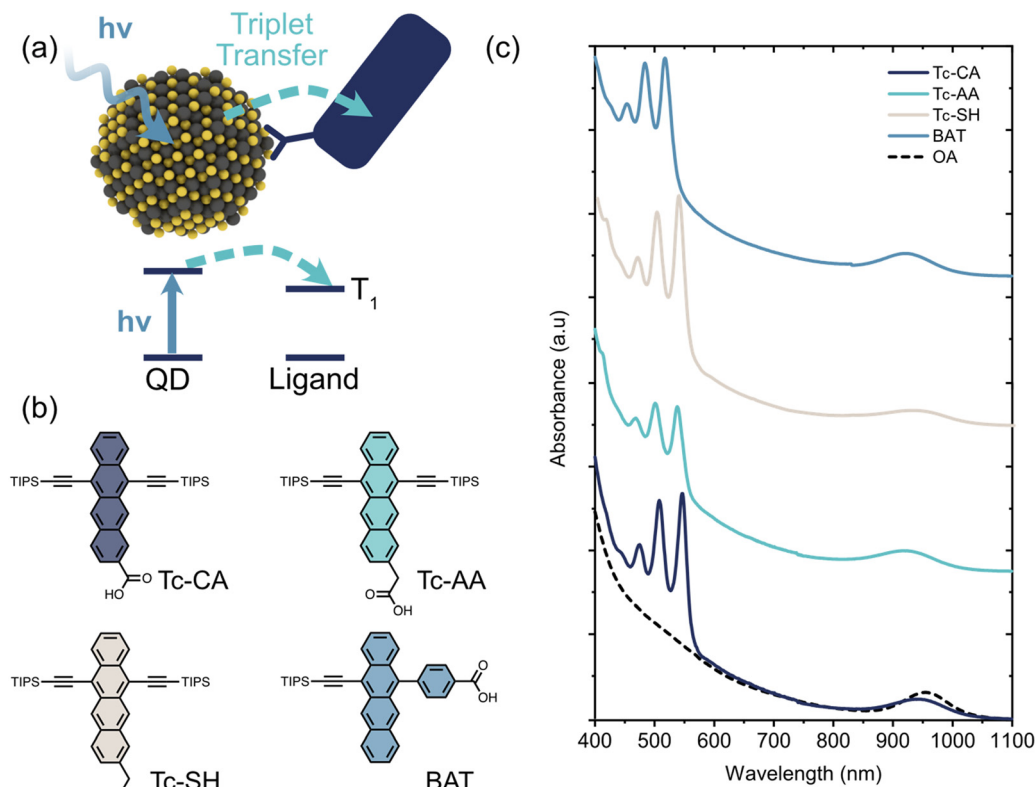 (a)
hν
Triplet
Transfer
hν
T1
QD
Ligand
(b)
TIPS
TIPS
O
HO
Tc-CA
TIPS
TIPS
O
OH
Tc-AA
TIPS
TIPS
Tc-SH
TIPS
O
OH
BAT
(c)
Tc-CA
Tc-AA
Tc-SH
BAT
OA
Absorbance (a.u)
400 500 600 700 800 900 1000 1100
Wavelength (nm)